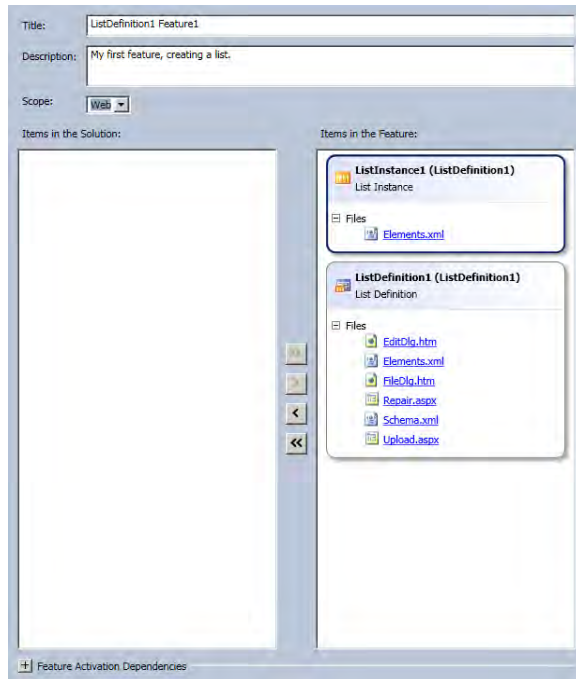 Title:
ListDefinition1 Feature1
Description:
My first feature, creating a list.
Scope:
Web
Items in the Solution:
Items in the Feature:
ListInstance1 (ListDefinition1)
List Instance
Files
Elements.xml
ListDefinition1 (ListDefinition1)
List Definition
Files
EditDlg.htm
Elements.xml
FileDlg.htm
Repair.aspx
Schema.xml
Upload.aspx
Feature Activation Dependencies